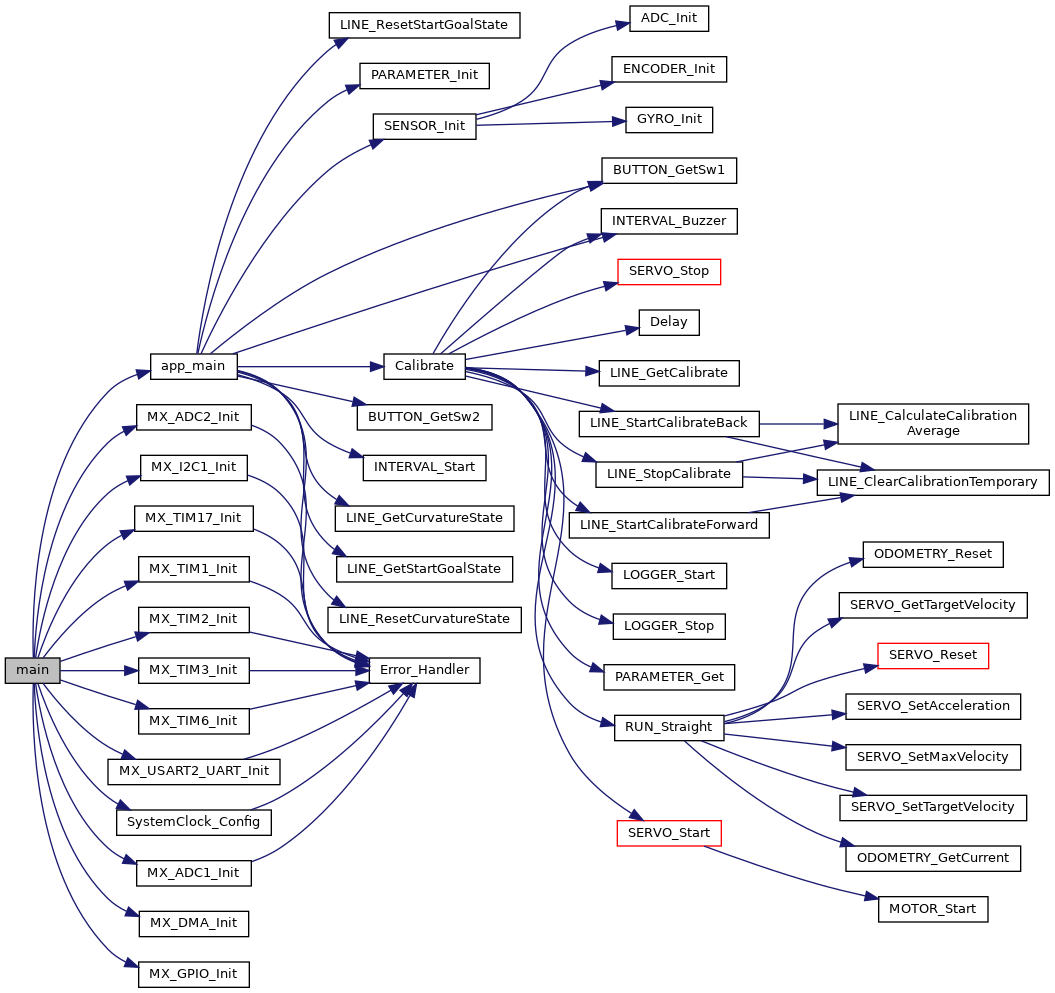 main
app_main
MX_ADC2_Init
MX_I2C1_Init
MX_TIM17_Init
MX_TIM1_Init
MX_TIM2_Init
MX_TIM3_Init
MX_TIM6_Init
MX_USART2_UART_Init
SystemClock_Config
MX_ADC1_Init
MX_DMA_Init
MX_GPIO_Init
LINE_ResetStartGoalState
PARAMETER_Init
SENSOR_Init
Calibrate
BUTTON_GetSw2
INTERVAL_Start
LINE_GetCurvatureState
LINE_GetStartGoalState
LINE_ResetCurvatureState
Error_Handler
ADC_Init
ENCODER_Init
GYRO_Init
BUTTON_GetSw1
INTERVAL_Buzzer
SERVO_Stop
Delay
LINE_GetCalibrate
LINE_StartCalibrateBack
LINE_StopCalibrate
LINE_StartCalibrateForward
LOGGER_Start
LOGGER_Stop
PARAMETER_Get
RUN_Straight
SERVO_Start
LINE_CalculateCalibration
Average
LINE_ClearCalibrationTemporary
ODOMETRY_Reset
SERVO_GetTargetVelocity
SERVO_Reset
SERVO_SetAcceleration
SERVO_SetMaxVelocity
SERVO_SetTargetVelocity
ODOMETRY_GetCurrent
MOTOR_Start